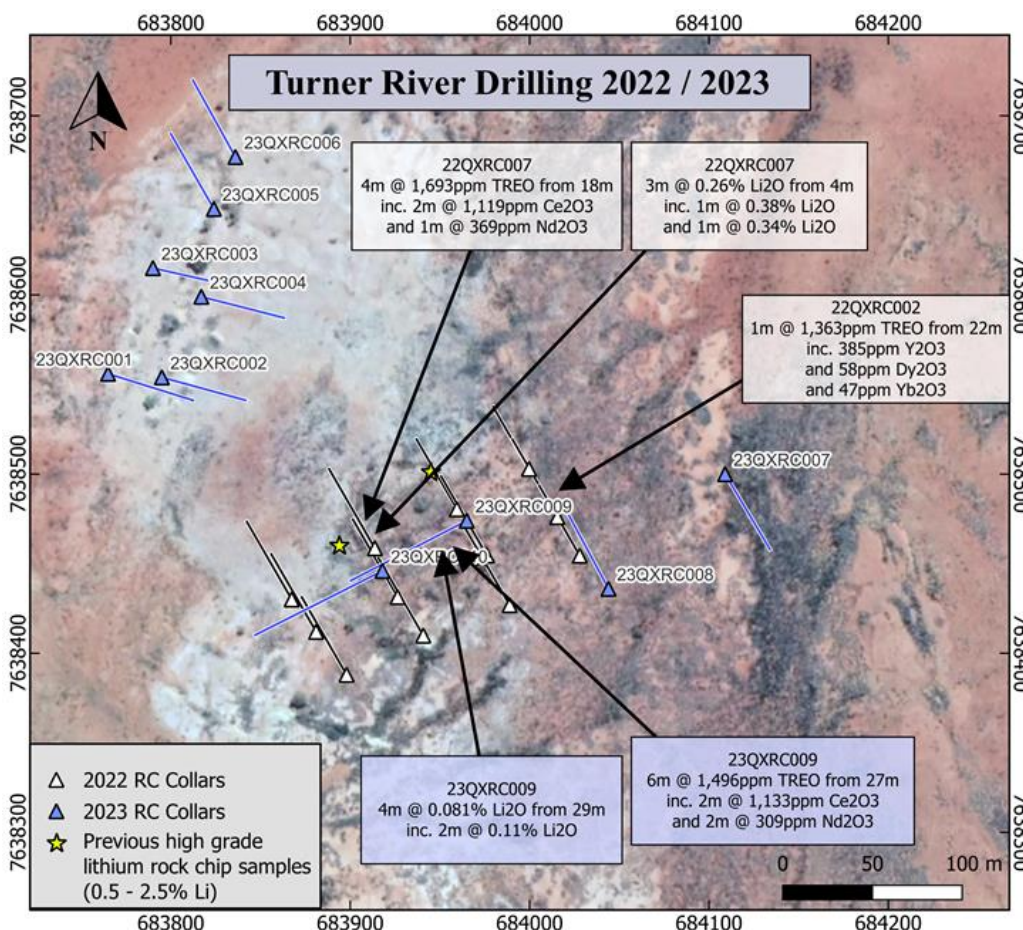 683800 683900 684000 684100 684200
Turner River Drilling 2022 / 2023
7638700
7638700
N
23QXRC006
23QXRC005
22QXRC007
4m @ 1,693ppm TREO from 18m
inc. 2m @ 1,119ppm Ce2O3
and 1m @ 369ppm Nd2O3
22QXRC007
3m @ 0.26% Li2O from 4m
inc. 1m @ 0.38% Li2O
and 1m @ 0.34% Li2O
23QXRC003
23QXRC004
7638600
7638600
22QXRC002
1m @ 1,363ppm TREO from 22m
inc. 385ppm Y2O3
and 58ppm Dy2O3
and 47ppm Yb2O3
23QXRC001
23QXRC002
7638500
7638500
23QXRC007
23QXRC009
23QXRC008
7638400
7638400
23QXRC009
4m @ 0.081% Li2O from 29m
inc. 2m @ 0.11% Li2O
23QXRC009
6m @ 1,496ppm TREO from 27m
inc. 2m @ 1,133ppm Ce2O3
and 2m @ 309ppm Nd2O3
2022 RC Collars
2023 RC Collars
Previous high grade
lithium rock chip samples
(0.5 - 2.5% Li)
7638300
7638300
0 50 100 m
683800 683900 684000 684100 684200